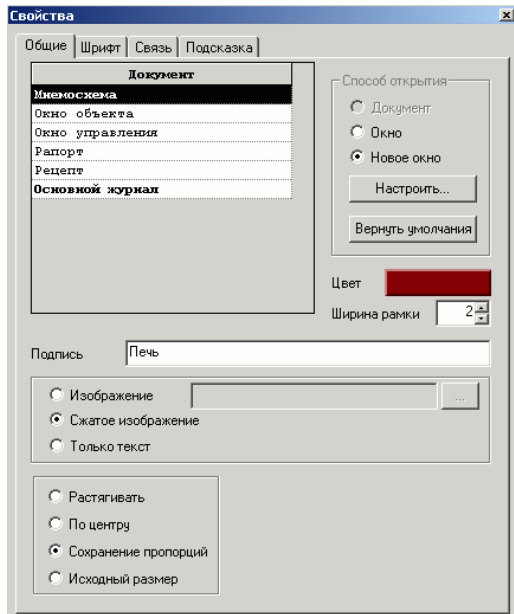 Свойства
Общие Шрифт Связь Подсказка
Документ
Мнемосхема
Окно объекта
Окно управления
Рапорт
Рецепт
Основной журнал
Способ открытия
Документ
Окно
Новое окно
Настроить...
Вернуть умолчания
Цвет
Ширина рамки 2
Подпись Печь
Изображение ...
Сжатое изображение
Только текст
Растягивать
По центру
Сохранение пропорций
Исходный размер